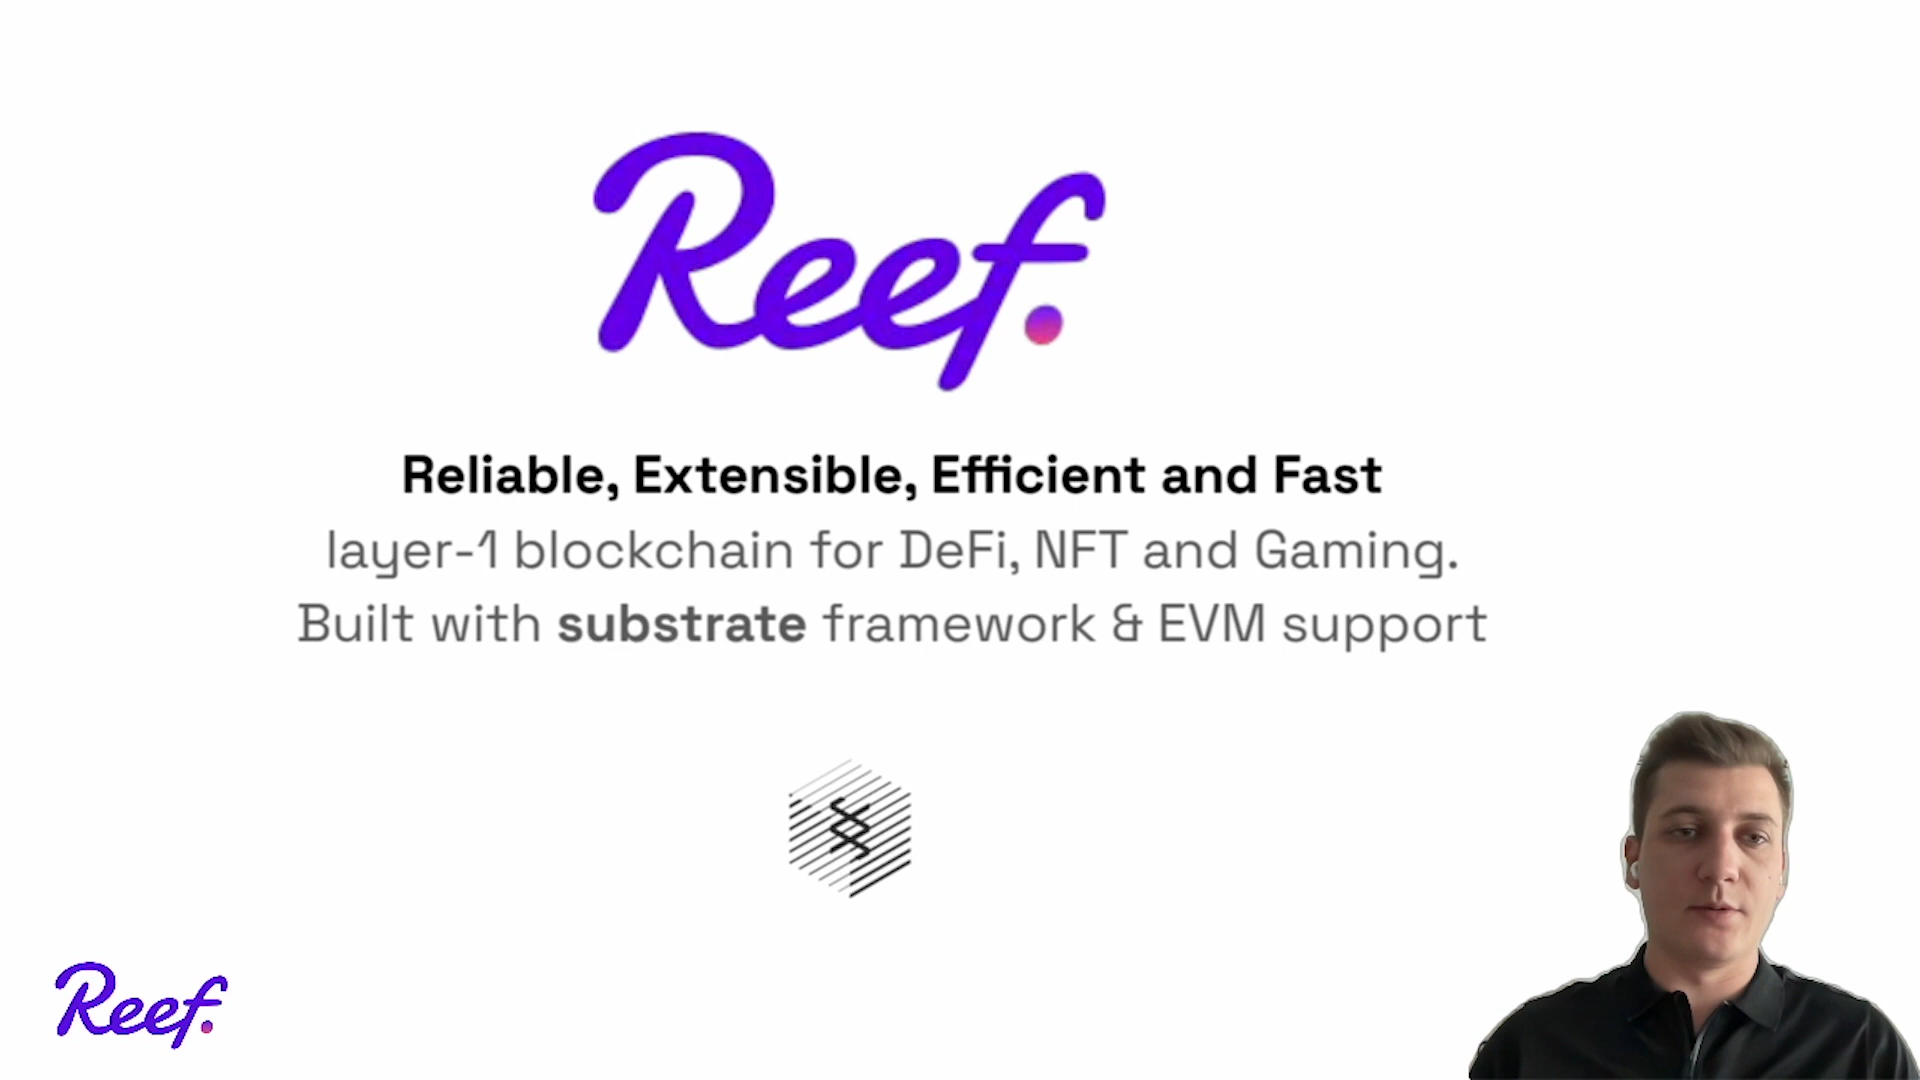 Reef.
Reliable, Extensible, Efficient and Fast
layer-1 blockchain for DeFi, NFT and Gaming.
Built with substrate framework & EVM support
Reef.